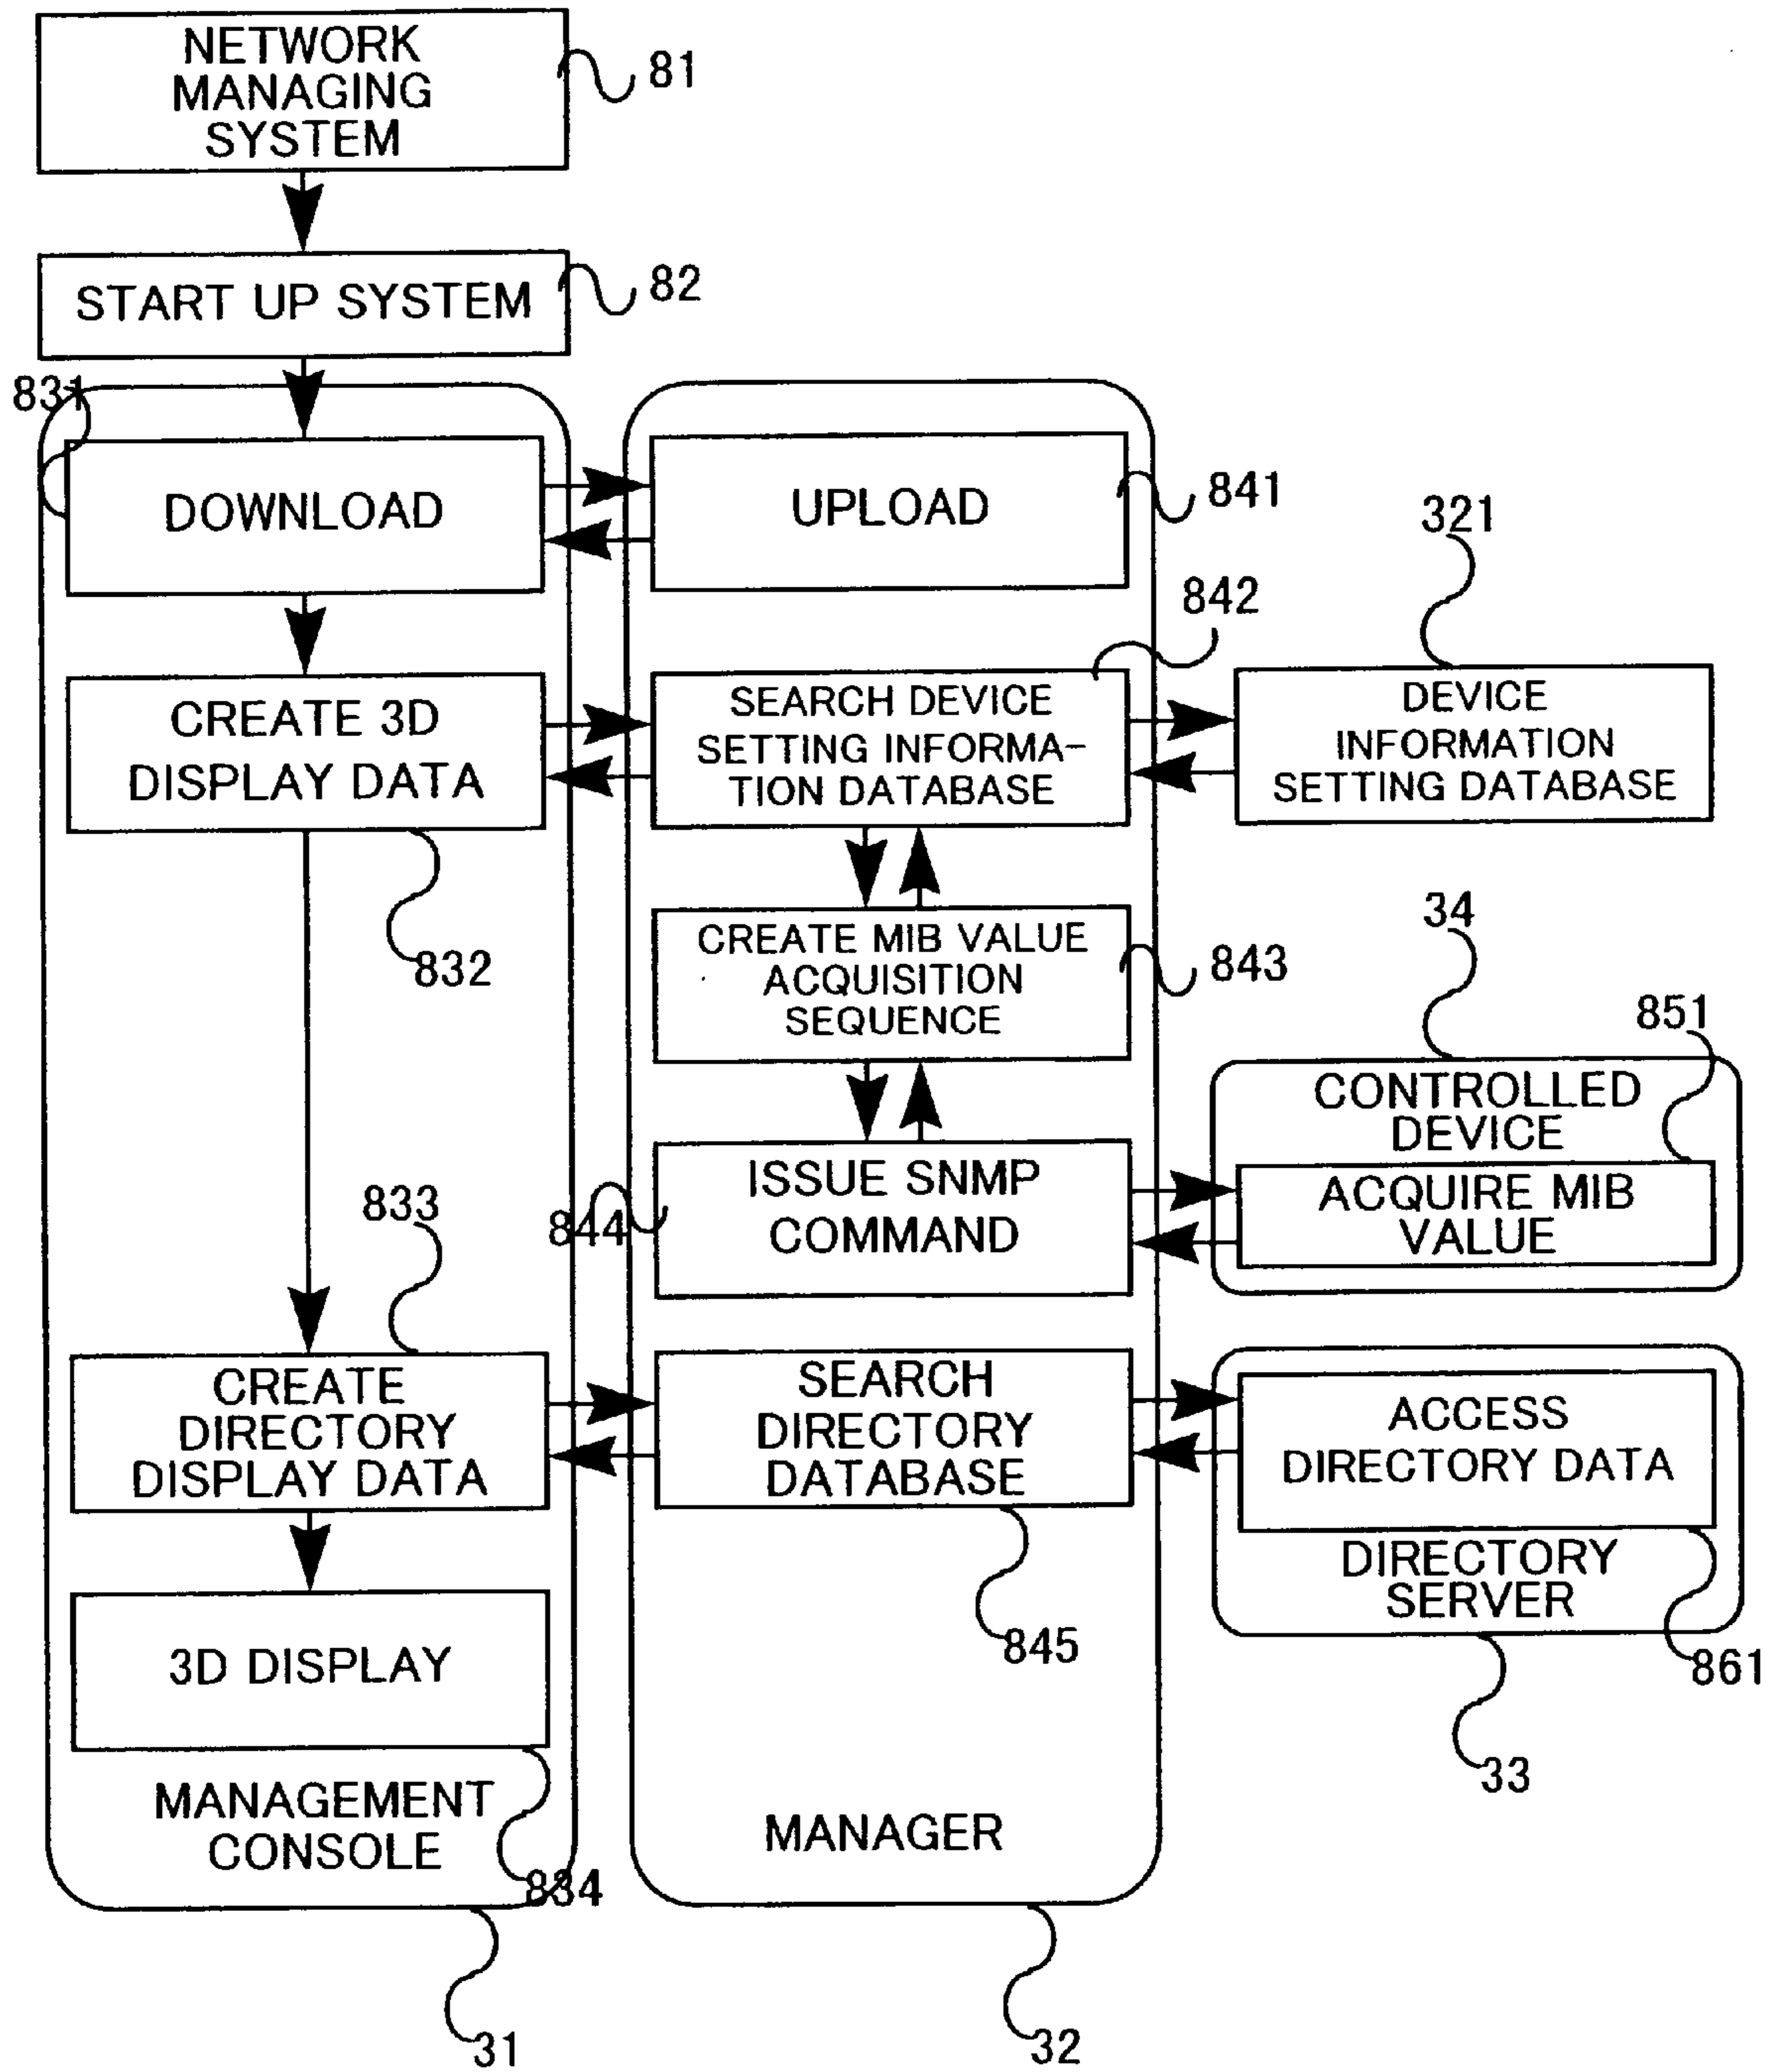 NETWORK
MANAGING
SYSTEM
81
START UP SYSTEM
82
831
DOWNLOAD
UPLOAD
841
321
842
CREATE 3D
DISPLAY DATA
832
SEARCH DEVICE
SETTING INFORMA-
TION DATABASE
DEVICE
INFORMATION
SETTING DATABASE
CREATE MIB VALUE
ACQUISITION
SEQUENCE
843
34
851
CONTROLLED
DEVICE
ACQUIRE MIB
VALUE
ISSUE SNMP
COMMAND
844
833
CREATE
DIRECTORY
DISPLAY DATA
SEARCH
DIRECTORY
DATABASE
845
ACCESS
DIRECTORY DATA
DIRECTORY
SERVER
861
33
3D DISPLAY
834
MANAGEMENT
CONSOLE
MANAGER
31
32